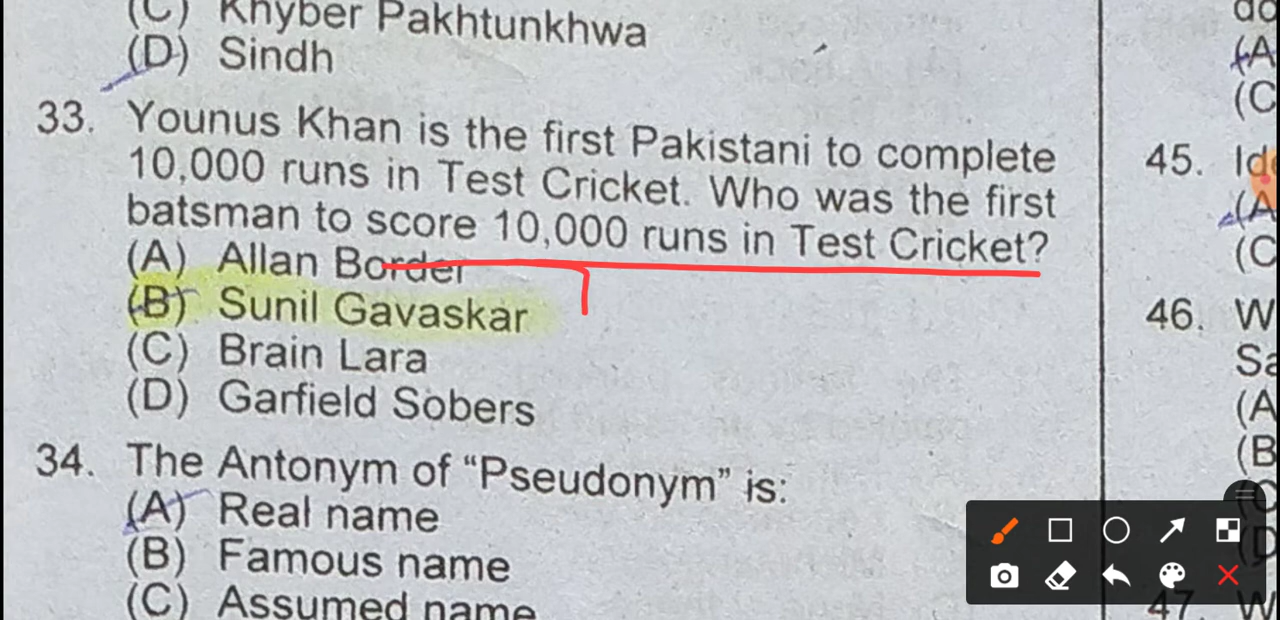 (C) Khyber Pakhtunkhwa
(D) Sindh
33. Younus Khan is the first Pakistani to complete
10,000 runs in Test Cricket. Who was the first
batsman to score 10,000 runs in Test Cricket?
(A) Allan Border
(B) Sunil Gavaskar
(C) Brain Lara
(D) Garfield Sobers
34. The Antonym of “Pseudonym” is:
(A) Real name
(B) Famous name
(C) Assumed name
(A
(C
45.
(A
(C
46.
(A
(B
47.